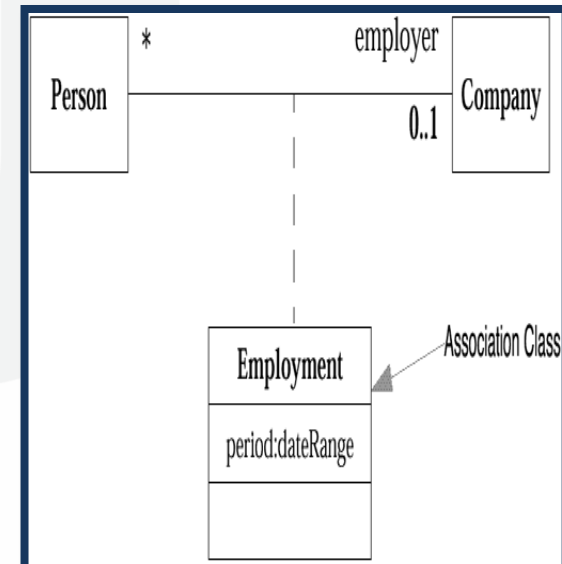 *
employer
Person
Company
0..1
Association Class
Employment
period:dateRange